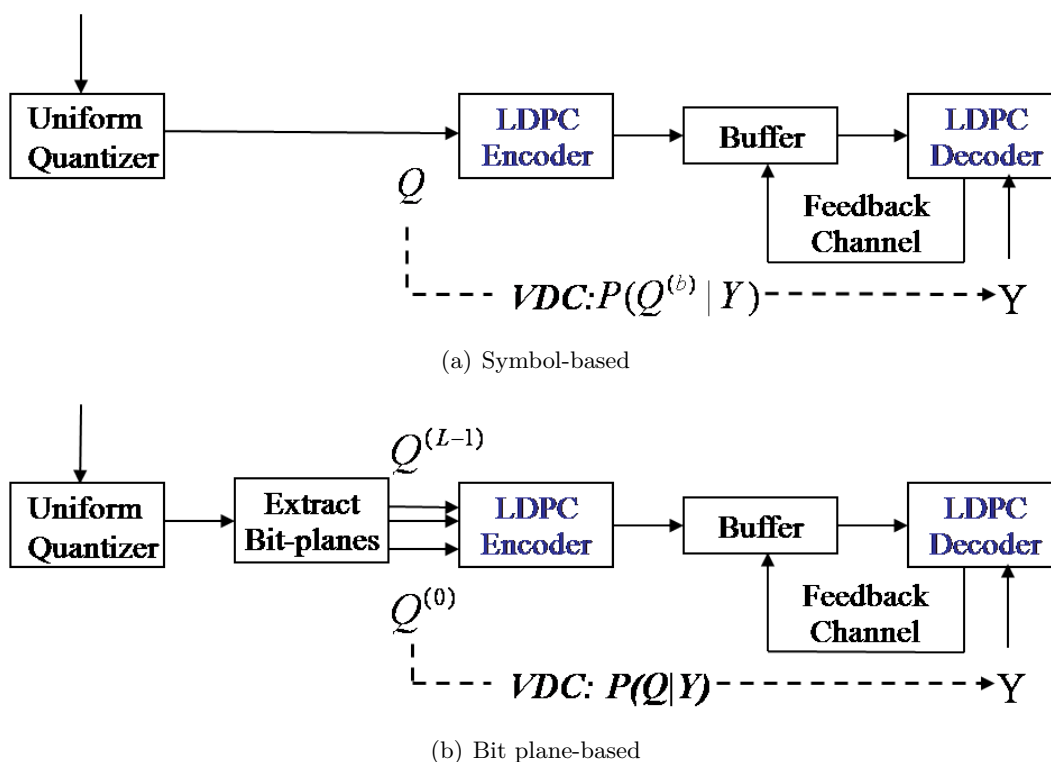 Uniform
Quantizer
LDPC
Encoder
Buffer
LDPC
Decoder
Q
Feedback
Channel
VDC: P(Q^(b) | Y)
Y
(a) Symbol-based
Q^(L-1)
Uniform
Quantizer
Extract
Bit-planes
LDPC
Encoder
Buffer
LDPC
Decoder
Q^(0)
Feedback
Channel
VDC: P(Q|Y)
Y
(b) Bit plane-based